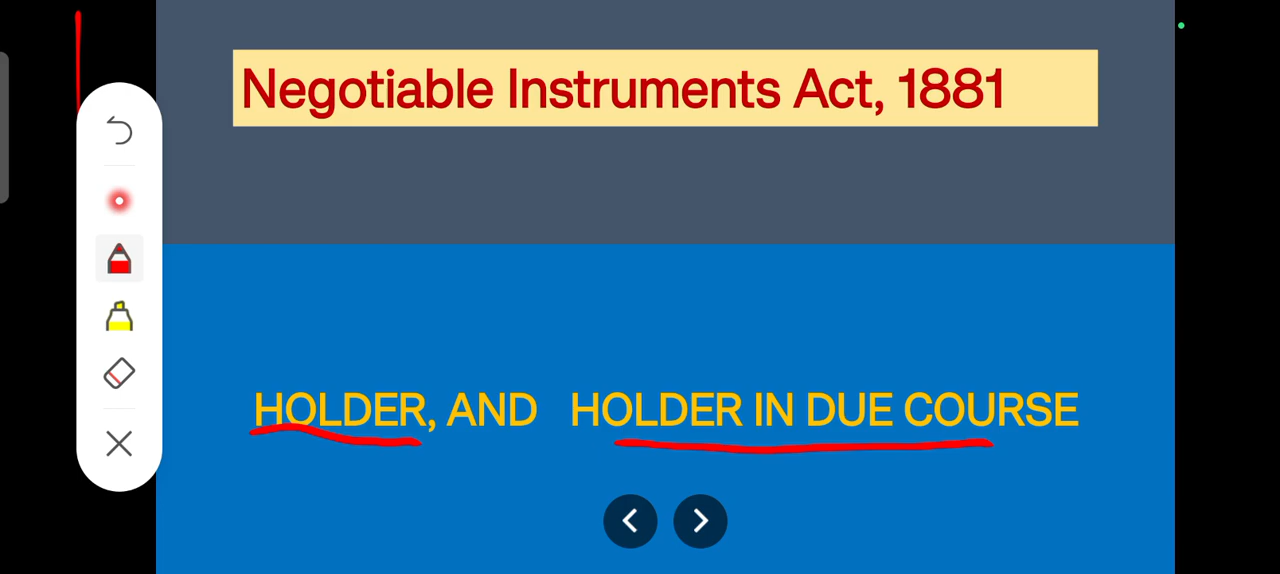 Negotiable Instruments Act, 1881
HOLDER, AND HOLDER IN DUE COURSE